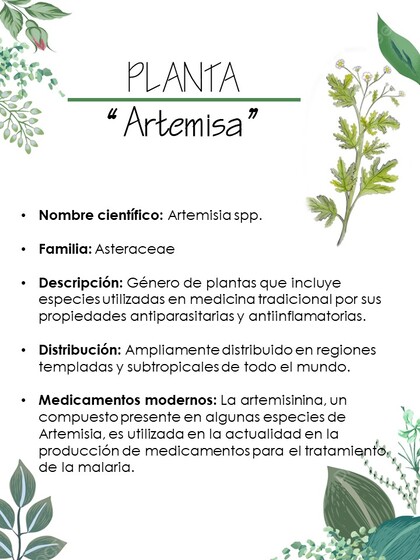 PLANTA
“Artemisa”
• Nombre científico: Artemisia spp.
• Familia: Asteraceae
• Descripción: Género de plantas que incluye
especies utilizadas en medicina tradicional por sus
propiedades antiparasitarias y antiinflamatorias.
• Distribución: Ampliamente distribuido en regiones
templadas y subtropicales de todo el mundo.
• Medicamentos modernos: La artemisinina, un
compuesto presente en algunas especies de
Artemisia, es utilizada en la actualidad en la
producción de medicamentos para el tratamiento
de la malaria.